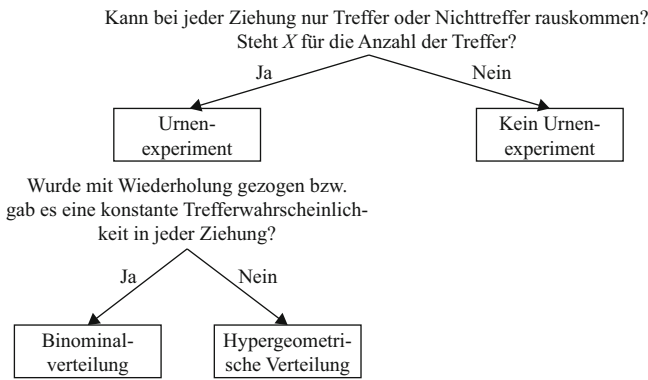 Kann bei jeder Ziehung nur Treffer oder Nichttreffer rauskommen?
Steht X für die Anzahl der Treffer?
Ja
Nein
Urnen-
experiment
Kein Urnen-
experiment
Wurde mit Wiederholung gezogen bzw.
gab es eine konstante Trefferwahrscheinlich-
keit in jeder Ziehung?
Ja
Nein
Binominal-
verteilung
Hypergeometri-
sche Verteilung